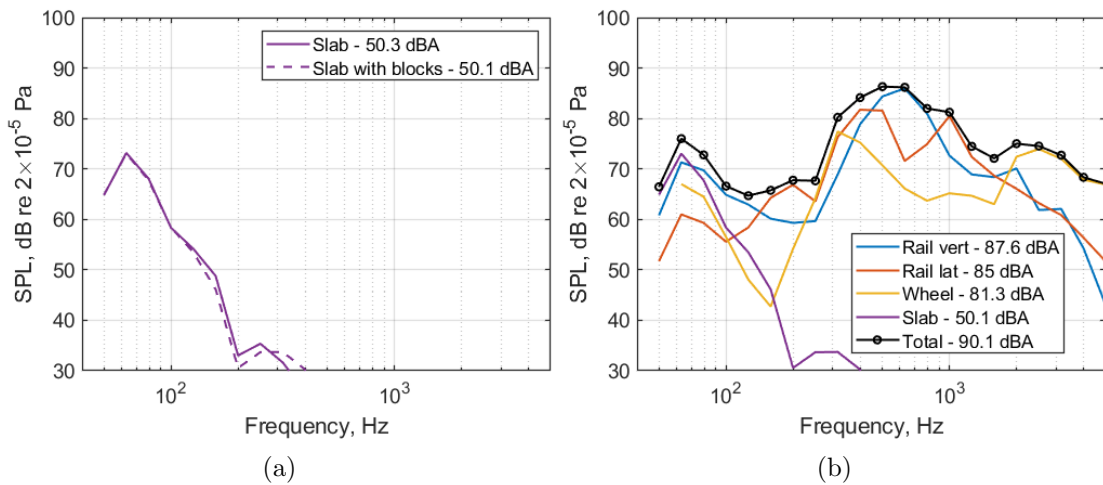 100
90
80
70
60
50
40
30
SPL, dB re 2×10⁻⁵ Pa
Slab - 50.3 dBA
Slab with blocks - 50.1 dBA
10²
10³
Frequency, Hz
(a)
100
90
80
70
60
50
40
30
SPL, dB re 2×10⁻⁵ Pa
Rail vert - 87.6 dBA
Rail lat - 85 dBA
Wheel - 81.3 dBA
Slab - 50.1 dBA
Total - 90.1 dBA
10²
10³
Frequency, Hz
(b)